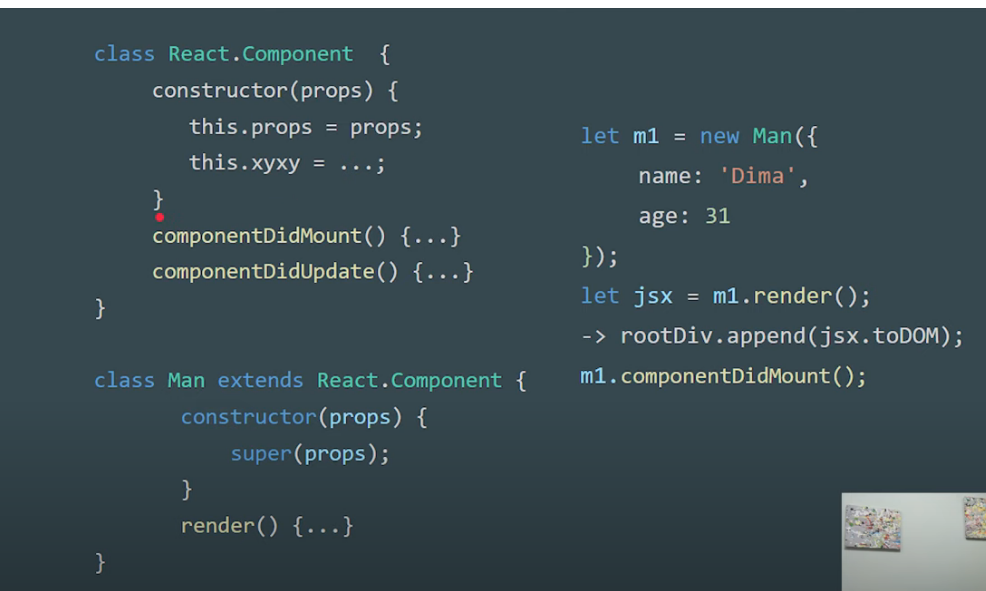 class React.Component {
constructor(props) {
this.props = props;
this.xyxy = ...;
}
componentDidMount() {...}
componentDidUpdate() {...}
}
class Man extends React.Component {
constructor(props) {
super(props);
}
render() {...}
}
let m1 = new Man({
name: 'Dima',
age: 31
});
let jsx = m1.render();
-> rootDiv.append(jsx.toDOM);
m1.componentDidMount();